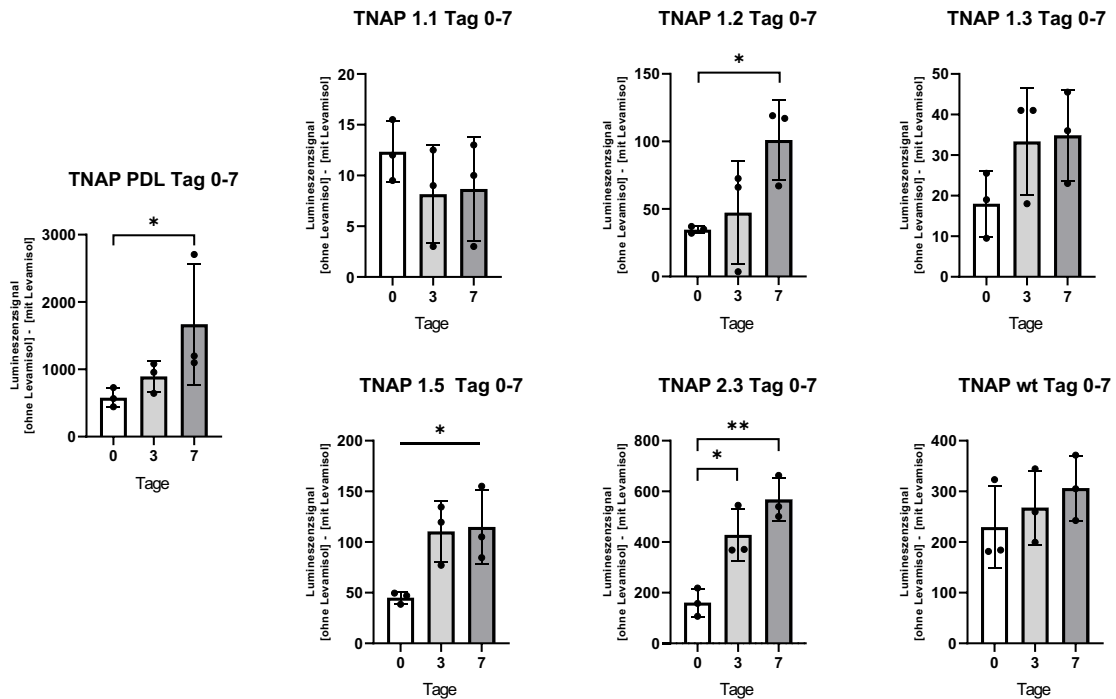 TNAP PDL Tag 0-7
*
Lumineszenzsignal
[ohne Levamisol] - [mit Levamisol]
3000
2000
1000
0
0 3 7
Tage
TNAP 1.1 Tag 0-7
Lumineszenzsignal
[ohne Levamisol] - [mit Levamisol]
20
15
10
5
0
0 3 7
Tage
TNAP 1.2 Tag 0-7
*
Lumineszenzsignal
[ohne Levamisol] - [mit Levamisol]
150
100
50
0
0 3 7
Tage
TNAP 1.3 Tag 0-7
Lumineszenzsignal
[ohne Levamisol] - [mit Levamisol]
50
40
30
20
10
0
0 3 7
Tage
TNAP 1.5 Tag 0-7
*
Lumineszenzsignal
[ohne Levamisol] - [mit Levamisol]
200
150
100
50
0
0 3 7
Tage
TNAP 2.3 Tag 0-7
**
*
Lumineszenzsignal
[ohne Levamisol] - [mit Levamisol]
800
600
400
200
0
0 3 7
Tage
TNAP wt Tag 0-7
Lumineszenzsignal
[ohne Levamisol] - [mit Levamisol]
400
300
200
100
0
0 3 7
Tage